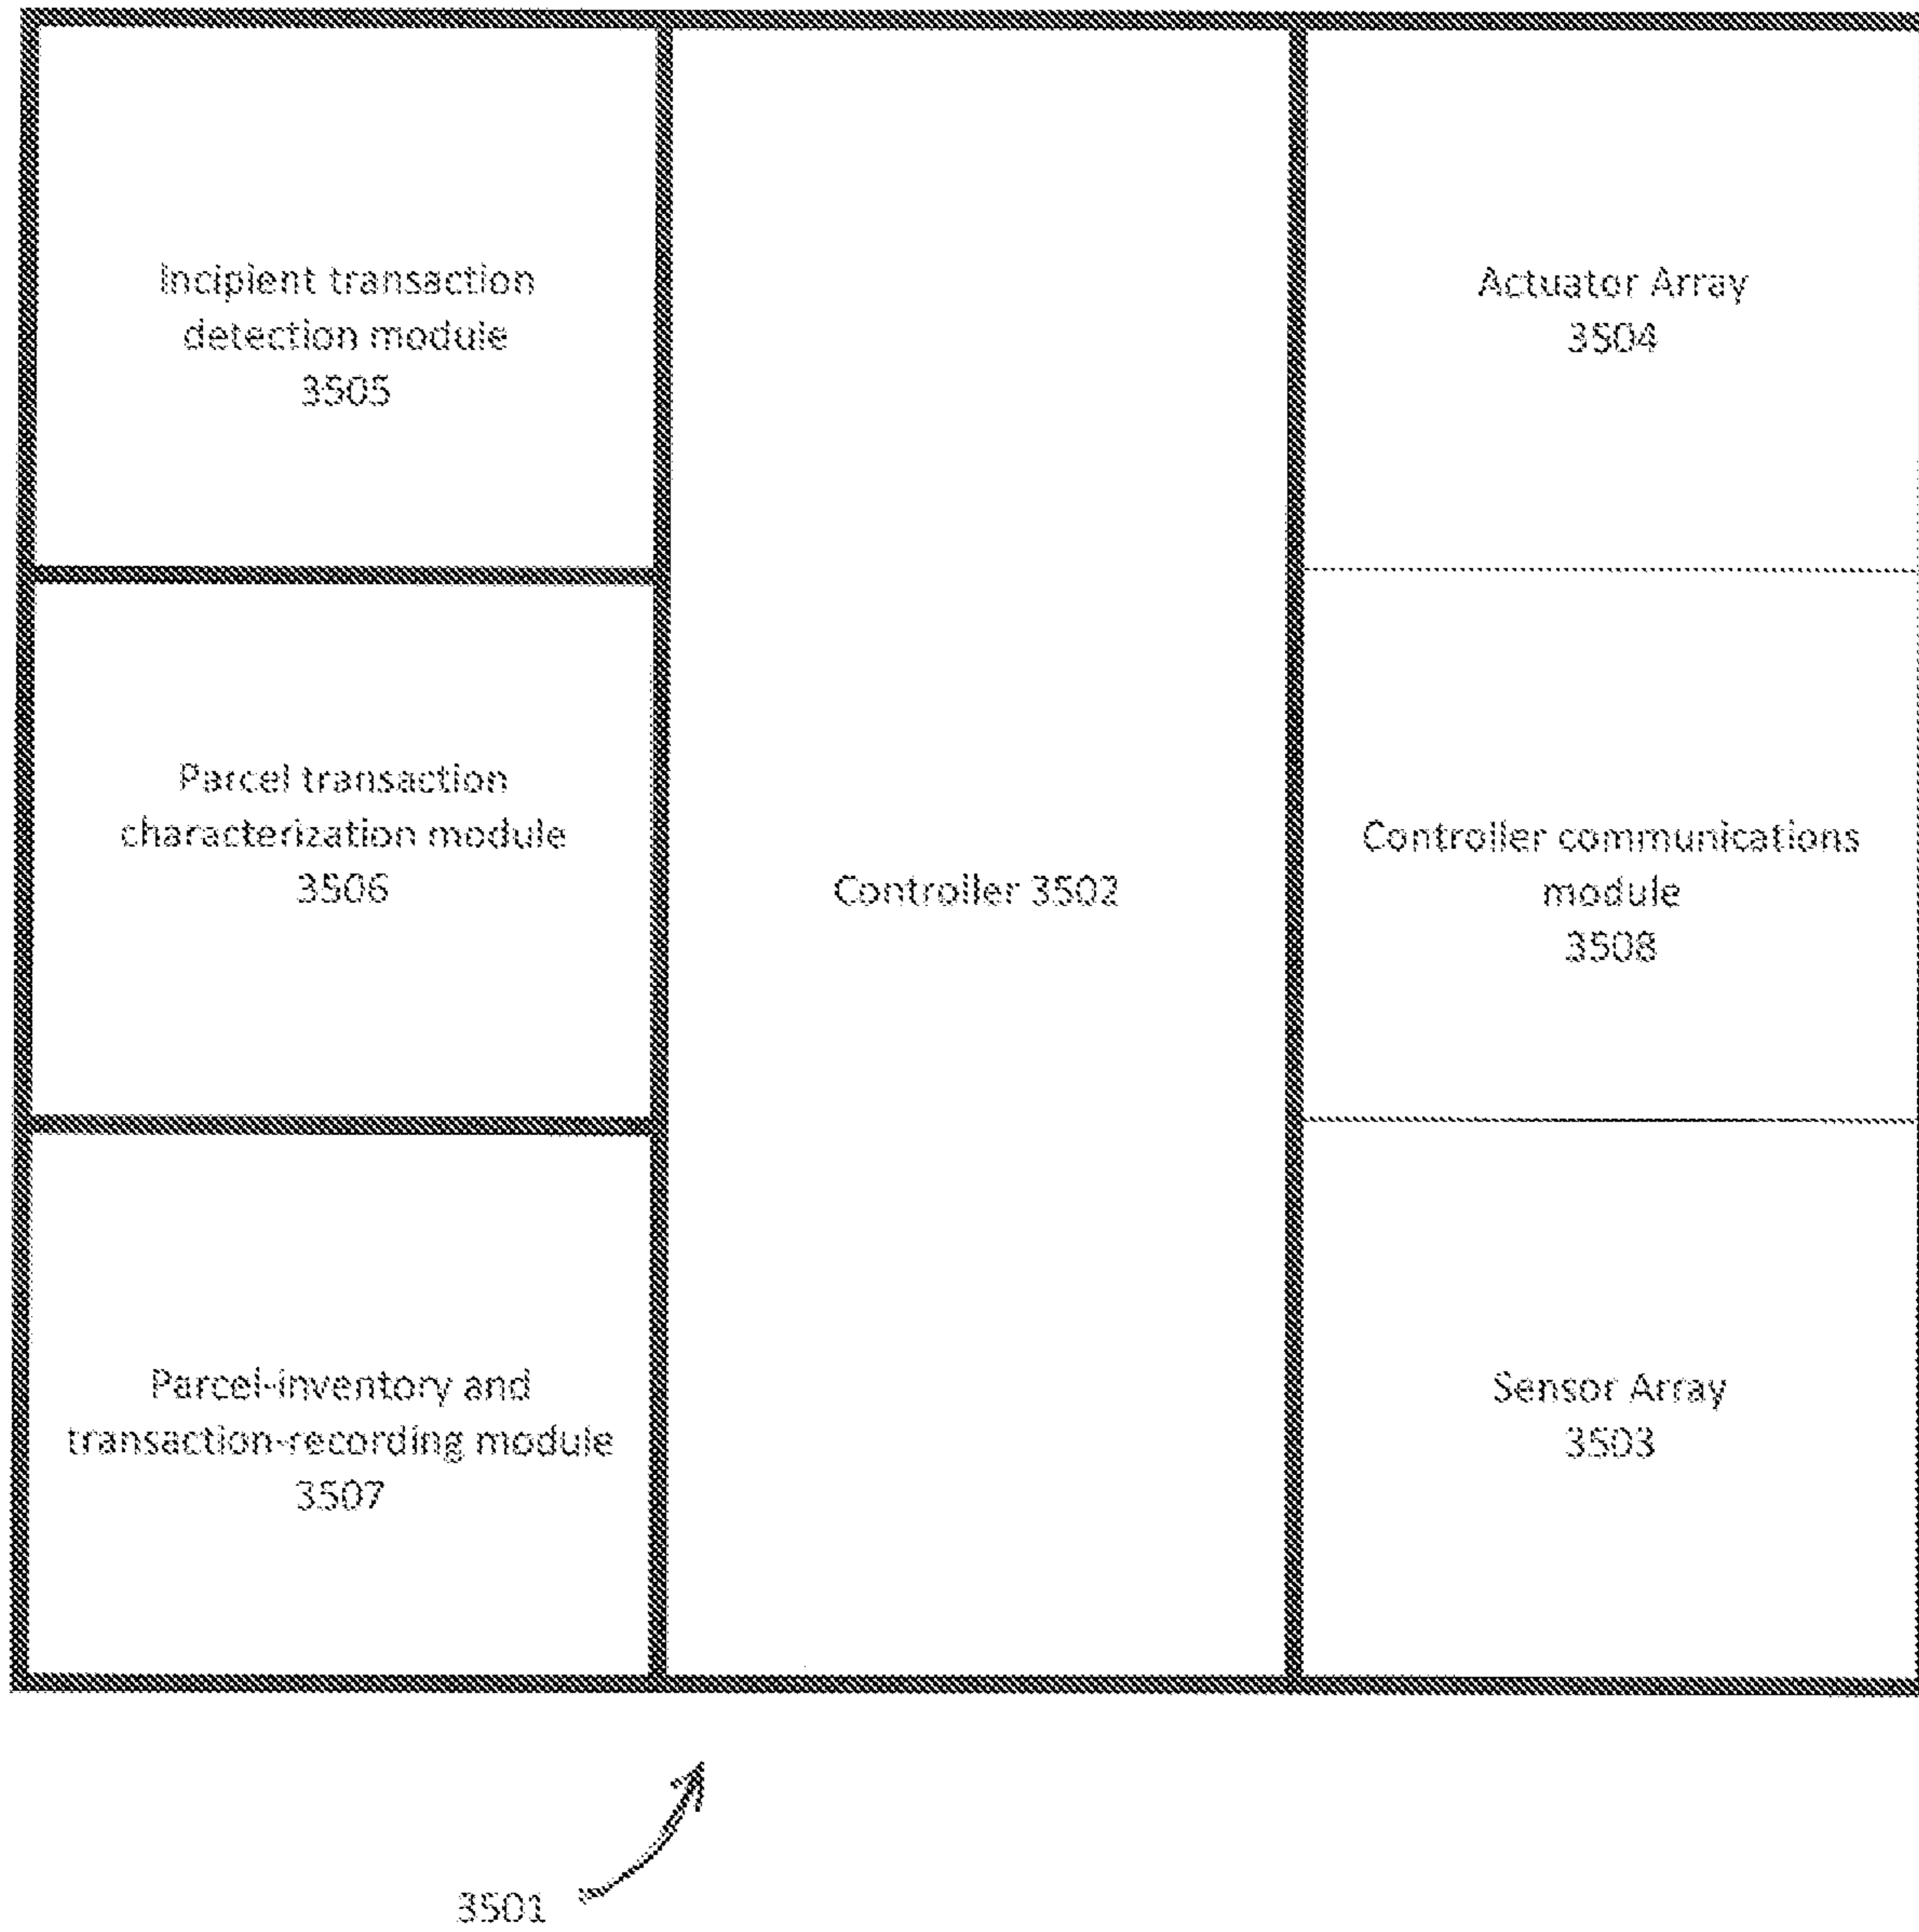 Incipient transaction
detection module
3505
Parcel transaction
characterization module
3506
Parcel-inventory and
transaction-recording module
3507
Controller 3502
Actuator Array
3504
Controller communications
module
3508
Sensor Array
3503
3501